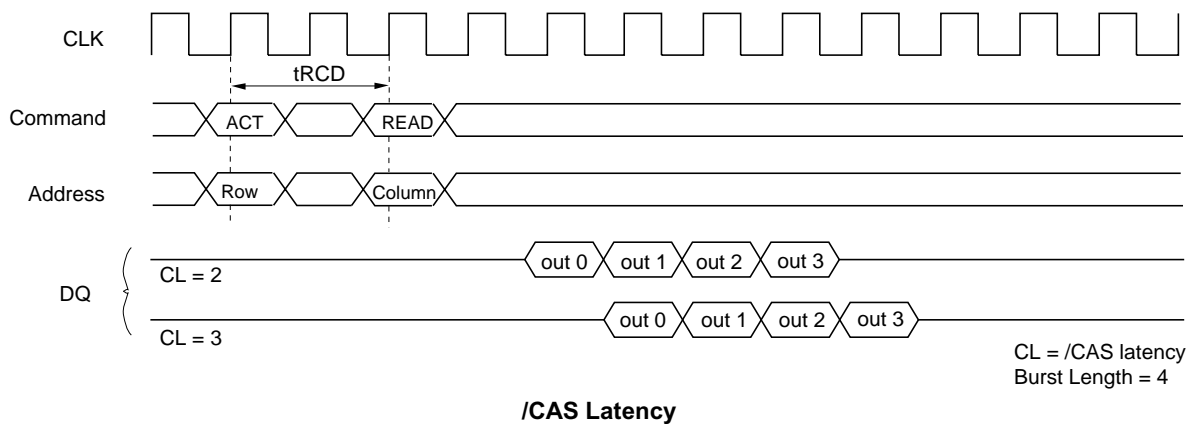 CLK
tRCD
Command
ACT
READ
Address
Row
Column
DQ
CL = 2
out 0 out 1 out 2 out 3
CL = 3
out 0 out 1 out 2 out 3
CL = /CAS latency
Burst Length = 4
/CAS Latency